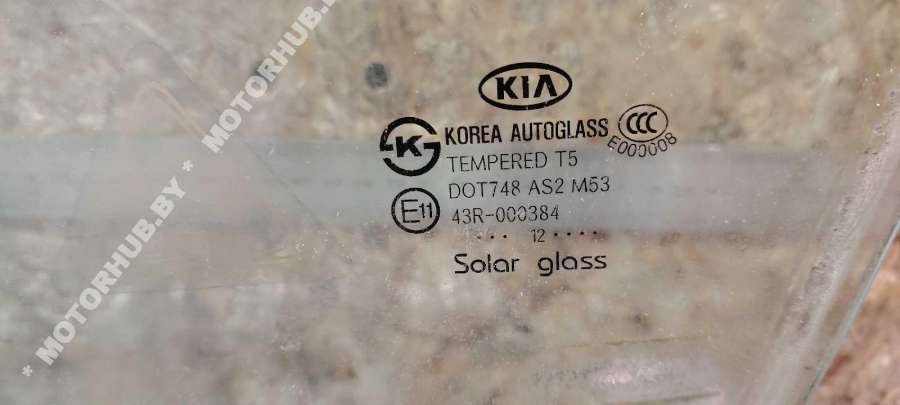 * MOTORHUB.BY * MOTORHUB.BY *
KIA
K
KOREA AUTOGLASS
CCC
E000008
TEMPERED T5
DOT748 AS2 M53
E11
43R-000384
12 ....
Solar glass